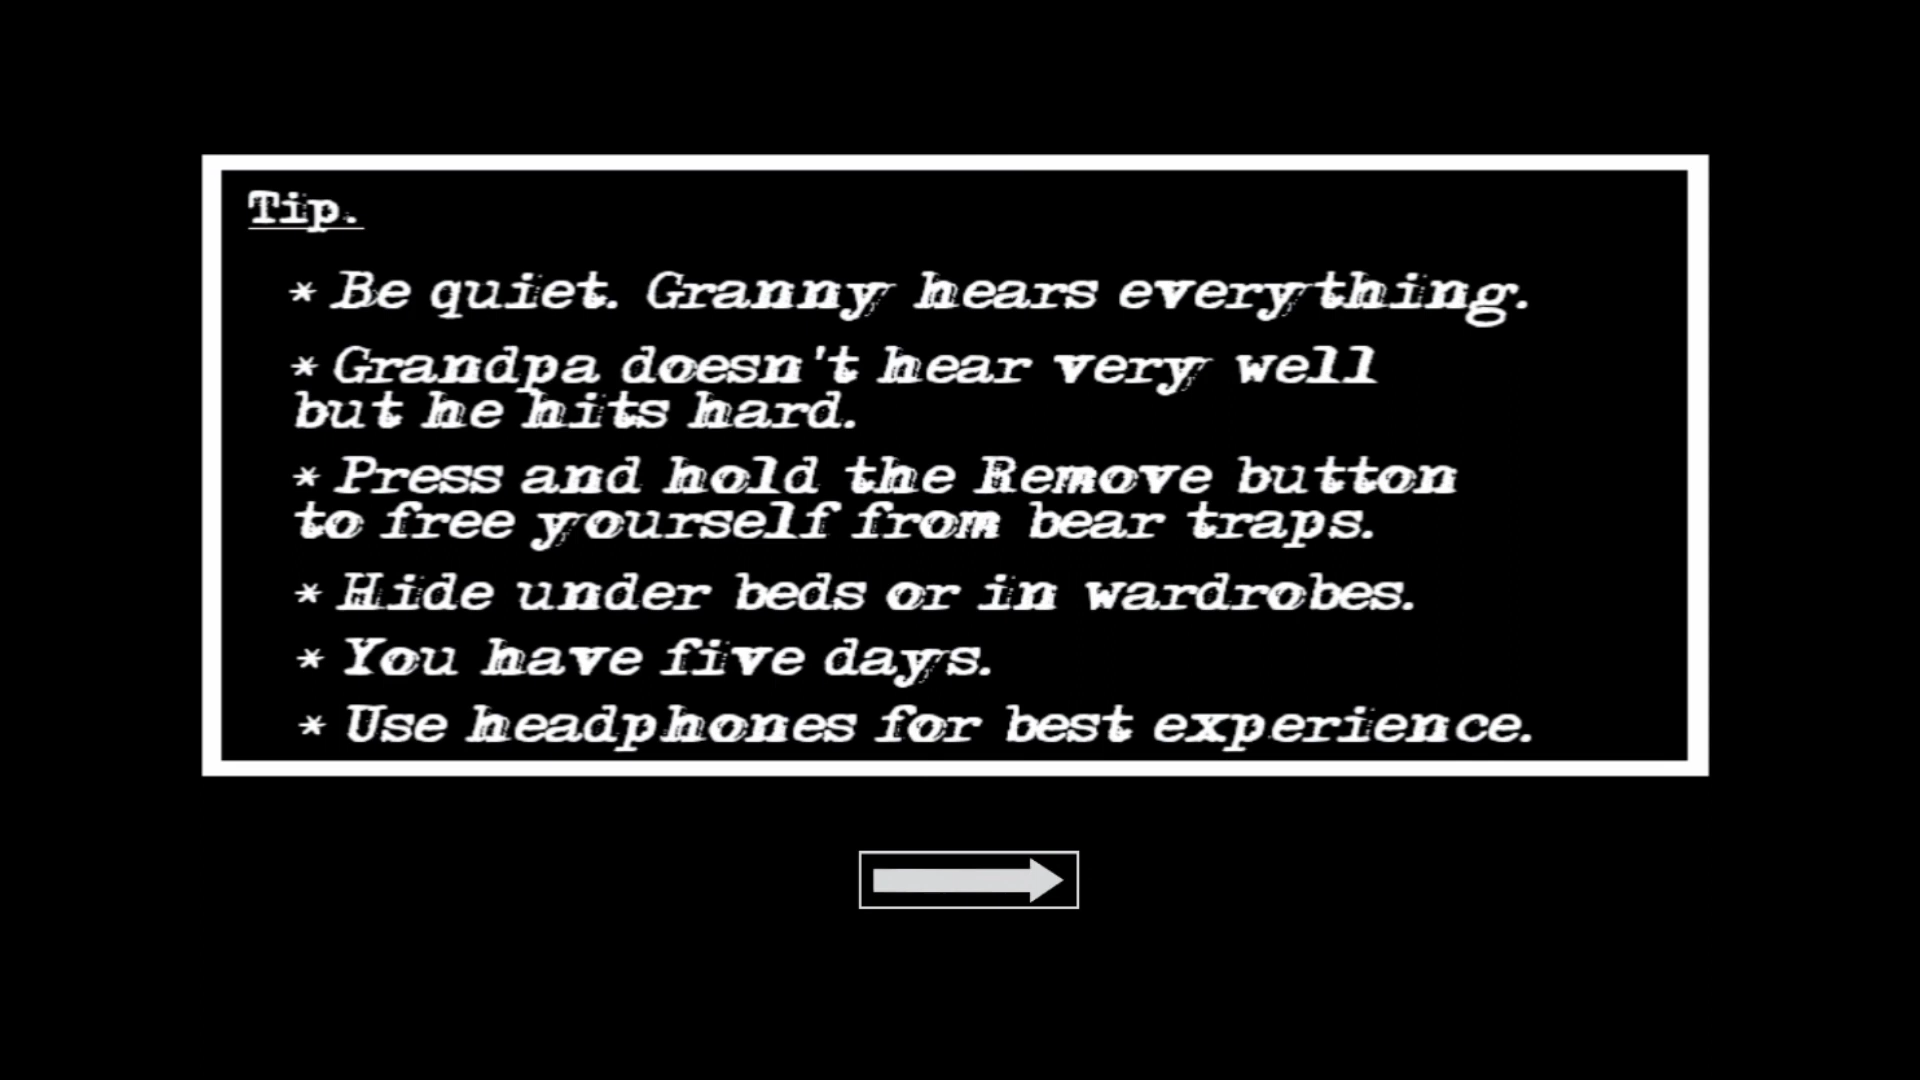 Tip.
* Be quiet. Granny hears everything.
* Grandpa doesn't hear very well
but he hits hard.
* Press and hold the Remove button
to free yourself from bear traps.
* Hide under beds or in wardrobes.
* You have five days.
* Use headphones for best experience.